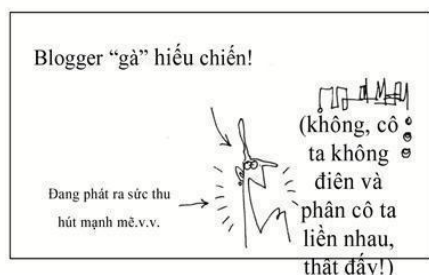 Blogger “gà” hiếu chiến!
(không, cô
ta không
điên và
phân cô ta
liền nhau,
thật đấy!)
Đang phát ra sức thu
hút mạnh mẽ.v.v.